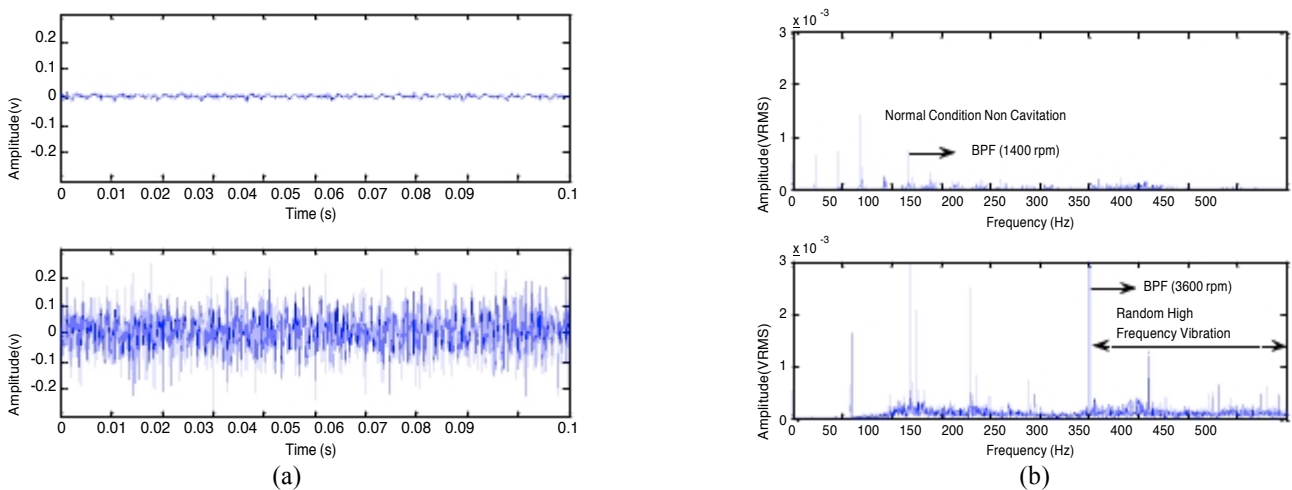 0.2
0.1
0
-0.1
-0.2
Amplitude(v)
0 0.01 0.02 0.03 0.04 0.05 0.06 0.07 0.08 0.09 0.1
Time (s)
0.2
0.1
0
-0.1
-0.2
Amplitude(v)
0 0.01 0.02 0.03 0.04 0.05 0.06 0.07 0.08 0.09 0.1
Time (s)
(a)
x 10 -3
3
2
1
0
Amplitude(VRMS)
Normal Condition Non Cavitation
BPF (1400 rpm)
0 50 100 150 200 250 300 350 400 450 500
Frequency (Hz)
x 10 -3
3
2
1
0
Amplitude(VRMS)
BPF (3600 rpm)
Random High
Frequency Vibration
0 50 100 150 200 250 300 350 400 450 500
Frequency (Hz)
(b)